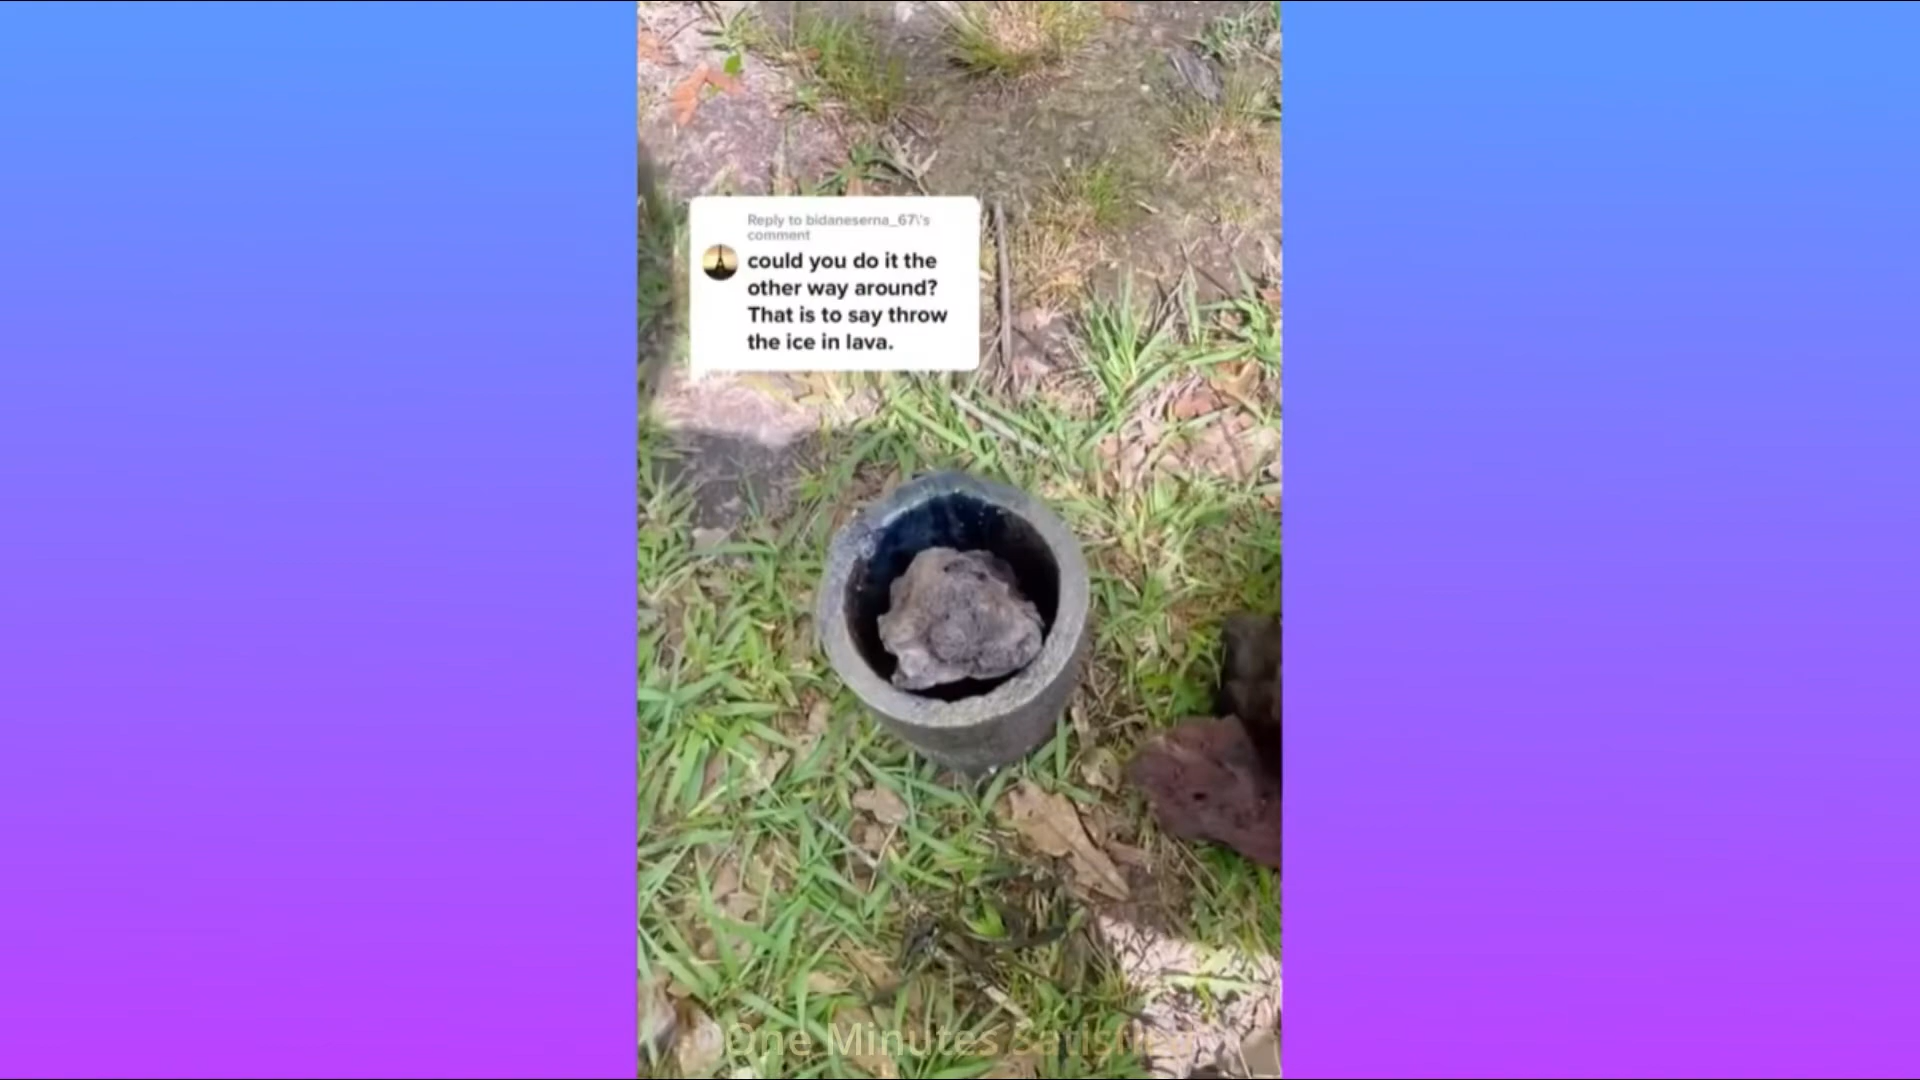 Reply to bidaneserna_67\'s
comment
could you do it the
other way around?
That is to say throw
the ice in lava.
One Minutes